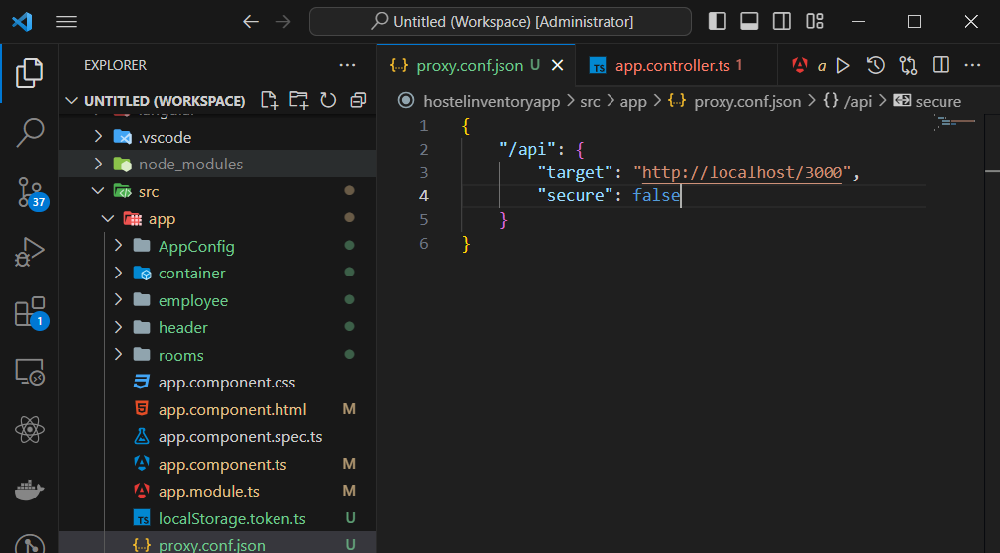 Untitled (Workspace) [Administrator]
EXPLORER
UNTITLED (WORKSPACE)
.vscode
node_modules
src
app
AppConfig
container
employee
header
rooms
app.component.css
app.component.html M
app.component.spec.ts
app.component.ts M
app.module.ts M
localStorage.token.ts U
proxy.conf.json U
37
1
proxy.conf.json U
TS app.controller.ts 1
a
hostelinventoryapp > src > app > {..} proxy.conf.json > { } /api > secure
1 {
2 "/api": {
3 "target": "http://localhost/3000",
4 "secure": false
5 }
6 }